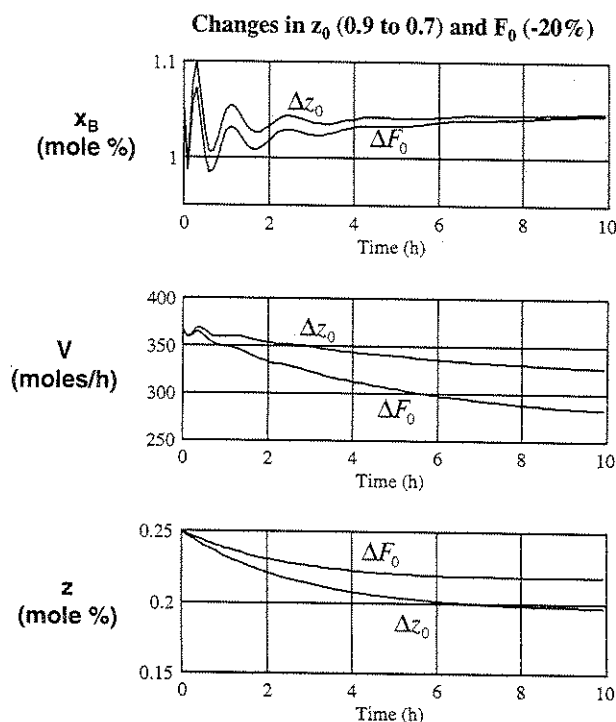 Changes in z0 (0.9 to 0.7) and F0 (-20%)
1.1
xB
(mole %)
Δz0
1
ΔF0
0 2 4 6 8 10
Time (h)
400
Δz0
V
350
(moles/h)
300
ΔF0
250
0 2 4 6 8 10
Time (h)
0.25
ΔF0
z
0.2
(mole %)
Δz0
0.15
0 2 4 6 8 10
Time (h)